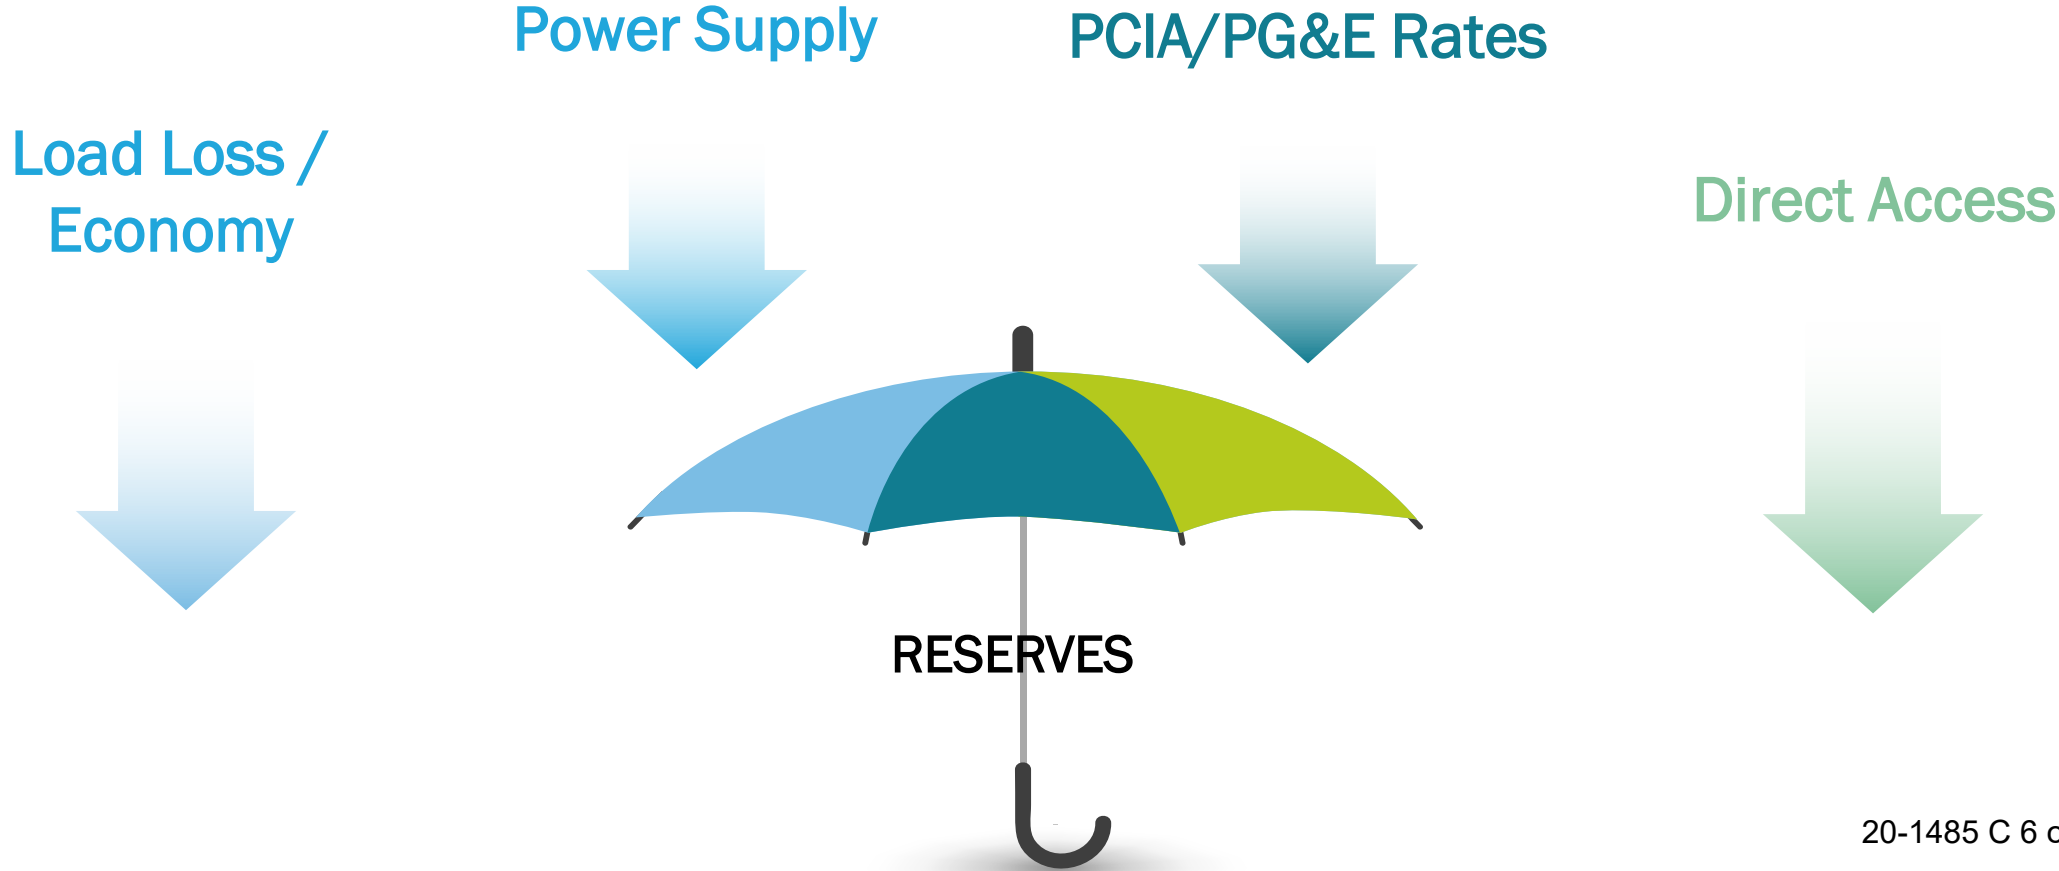 Power Supply
PCIA/PG&E Rates
Load Loss /
Economy
Direct Access
RESERVES
20-1485 C 6